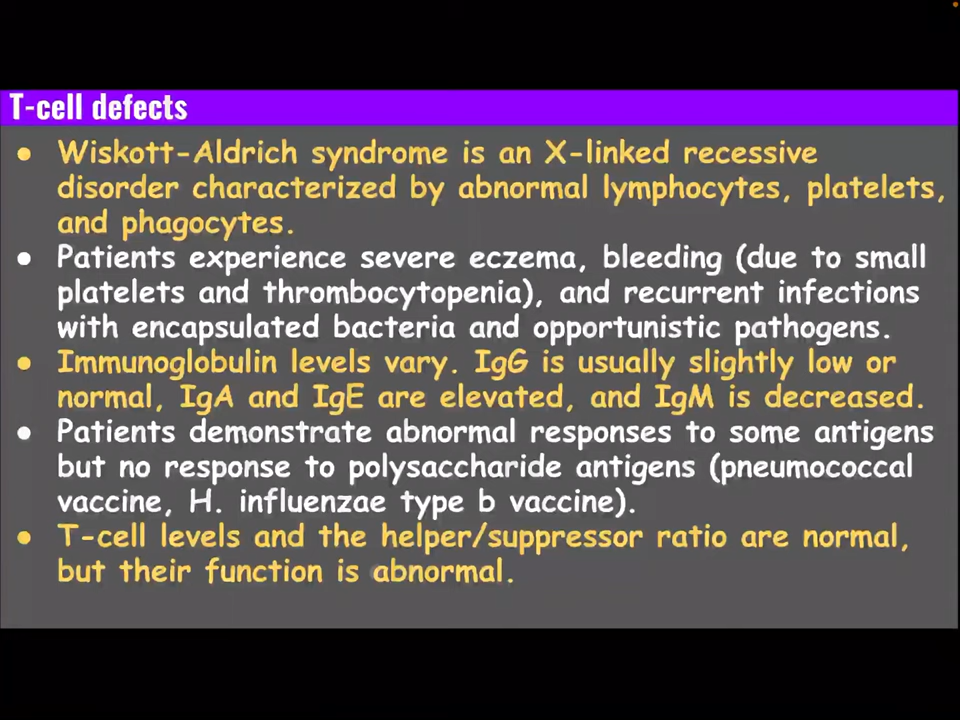 T-cell defects
● Wiskott-Aldrich syndrome is an X-linked recessive
disorder characterized by abnormal lymphocytes, platelets,
and phagocytes.
● Patients experience severe eczema, bleeding (due to small
platelets and thrombocytopenia), and recurrent infections
with encapsulated bacteria and opportunistic pathogens.
● Immunoglobulin levels vary. IgG is usually slightly low or
normal, IgA and IgE are elevated, and IgM is decreased.
● Patients demonstrate abnormal responses to some antigens
but no response to polysaccharide antigens (pneumococcal
vaccine, H. influenzae type b vaccine).
● T-cell levels and the helper/suppressor ratio are normal,
but their function is abnormal.